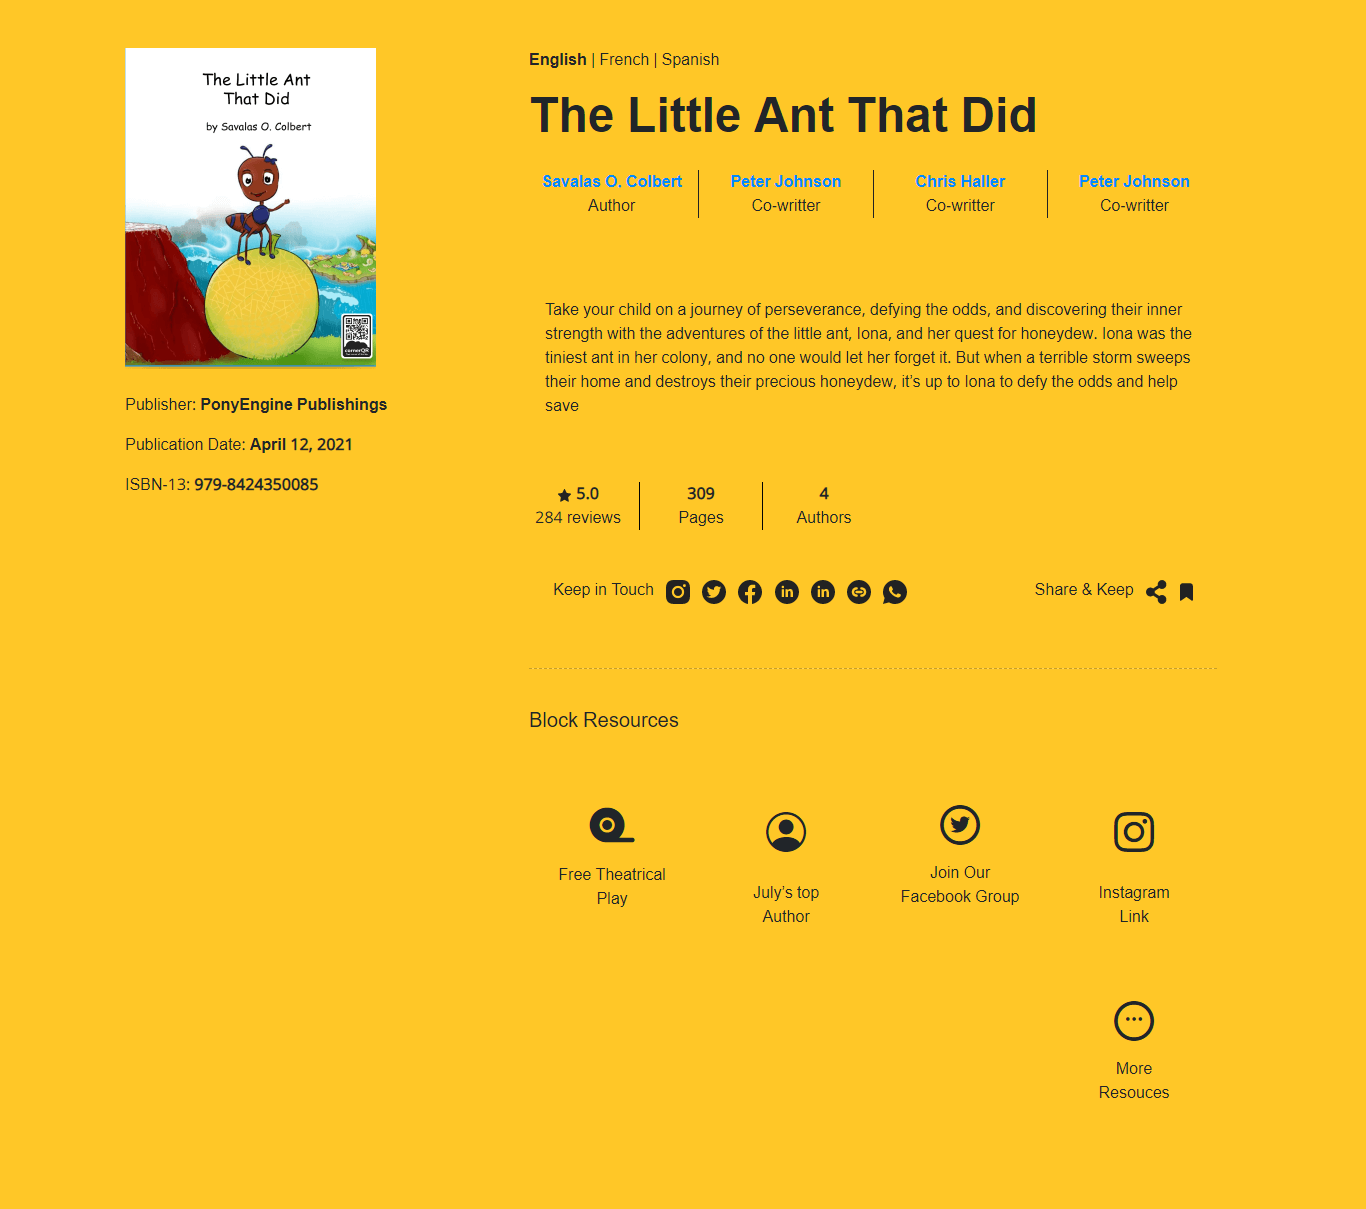 The Little Ant
That Did
by Savalas O. Colbert
cornerQR
Publisher: PonyEngine Publishings
Publication Date: April 12, 2021
ISBN-13: 979-8424350085
English | French | Spanish
The Little Ant That Did
Savalas O. Colbert Peter Johnson Chris Haller Peter Johnson
Author Co-writter Co-writter Co-writter
Take your child on a journey of perseverance, defying the odds, and discovering their inner
strength with the adventures of the little ant, Iona, and her quest for honeydew. Iona was the
tiniest ant in her colony, and no one would let her forget it. But when a terrible storm sweeps
their home and destroys their precious honeydew, it’s up to Iona to defy the odds and help
save
5.0 309 4
284 reviews Pages Authors
Keep in Touch in in Share & Keep
Block Resources
Free Theatrical
Play
July’s top
Author
Join Our
Facebook Group
Instagram
Link
More
Resouces